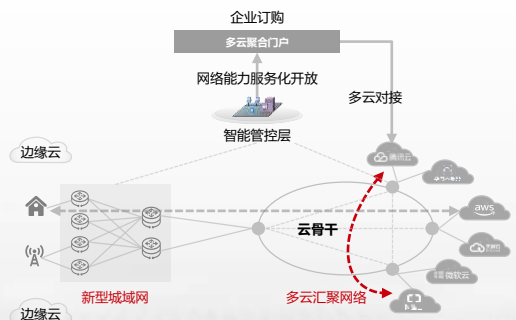 企业订购
多云聚合门户
网络能力服务化开放
多云对接
智能管控层
边缘云
腾讯云
aws
云骨干
微软云
新型城域网
多云汇聚网络
边缘云